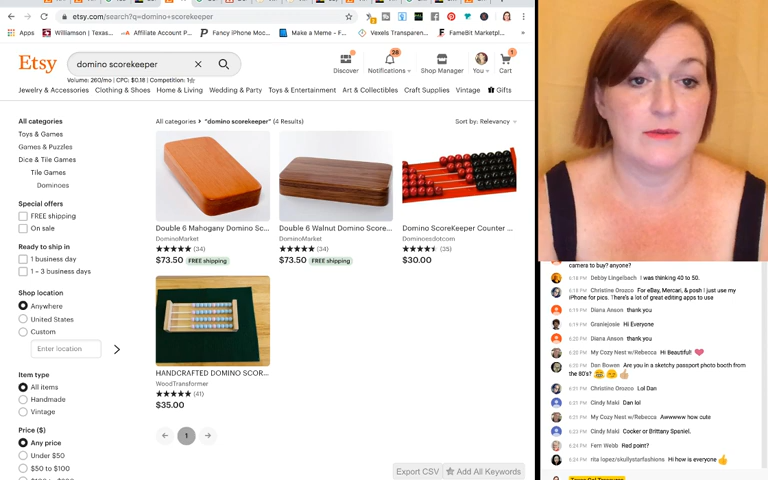 etsy.com/search?q=domino+scorekeeper
Apps
Williamson | Texas...
Affiliate Account P...
Fancy iPhone Moc...
Make a Meme - F...
Vexels Transparen...
FameBit Marketpl...
Etsy
domino scorekeeper
Volume: 260/mo | CPC: $0.18 | Competition: 1
Discover
28
Notifications
Shop Manager
You
1
Cart
Jewelry & Accessories
Clothing & Shoes
Home & Living
Wedding & Party
Toys & Entertainment
Art & Collectibles
Craft Supplies
Vintage
Gifts
All categories
Toys & Games
Games & Puzzles
Dice & Tile Games
Tile Games
Dominoes
Special offers
FREE shipping
On sale
Ready to ship in
1 business day
1 – 3 business days
Shop location
Anywhere
United States
Custom
Enter location
Item type
All items
Handmade
Vintage
Price ($)
Any price
Under $50
$50 to $100
All categories > "domino scorekeeper" (4 Results)
Sort by: Relevancy
Double 6 Mahogany Domino Sc...
DominoMarket
(34)
$73.50 FREE shipping
Double 6 Walnut Domino Score...
DominoMarket
(34)
$73.50 FREE shipping
Domino ScoreKeeper Counter ...
Dominoesdotcom
(35)
$30.00
HANDCRAFTED DOMINO SCOR...
WoodTransformer
(41)
$35.00
1
Export CSV
Add All Keywords
camera to buy? anyone?
6:18 PM Debby Lingelbach I was thinking 40 to 50.
6:18 PM Christine Orozco For eBay, Mercari, & posh I just use my
iPhone for pics. There's a lot of great editing apps to use
6:19 PM Diana Anson thank you
6:19 PM Graniejosie Hi Everyone
6:20 PM Diana Anson thank you
6:20 PM My Cozy Nest w/Rebecca Hi Beautiful!
6:20 PM Dan Bowen Are you in a sketchy passport photo booth from
the 80's?
6:21 PM Christine Orozco Lol Dan
6:21 PM Cindy Maki Dan lol
6:21 PM My Cozy Nest w/Rebecca Awwwww how cute
6:23 PM Cindy Maki Cocker or Brittany Spaniel.
6:24 PM Fern Webb Red point?
6:24 PM rita lopez/skullystarfashions Hi how is everyone